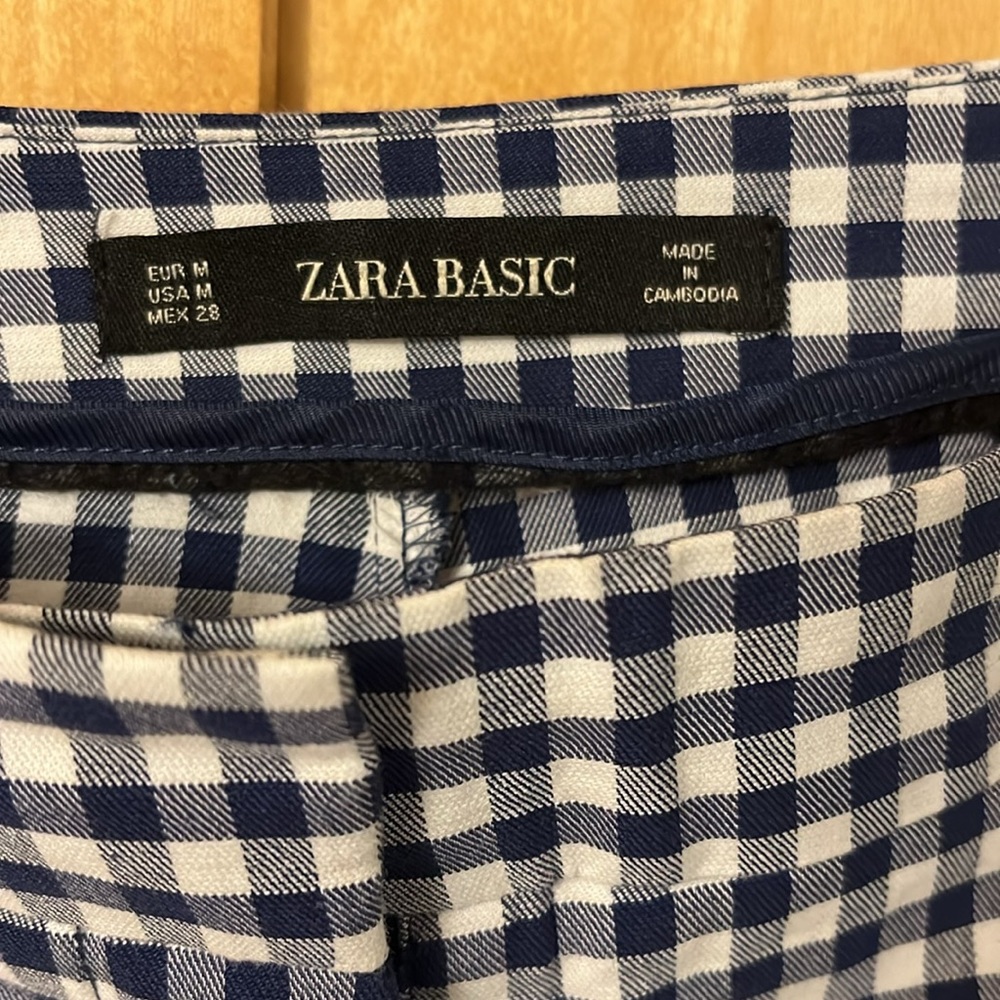 EUR M
USA M
MEX 28
ZARA BASIC
MADE
IN
CAMBODIA